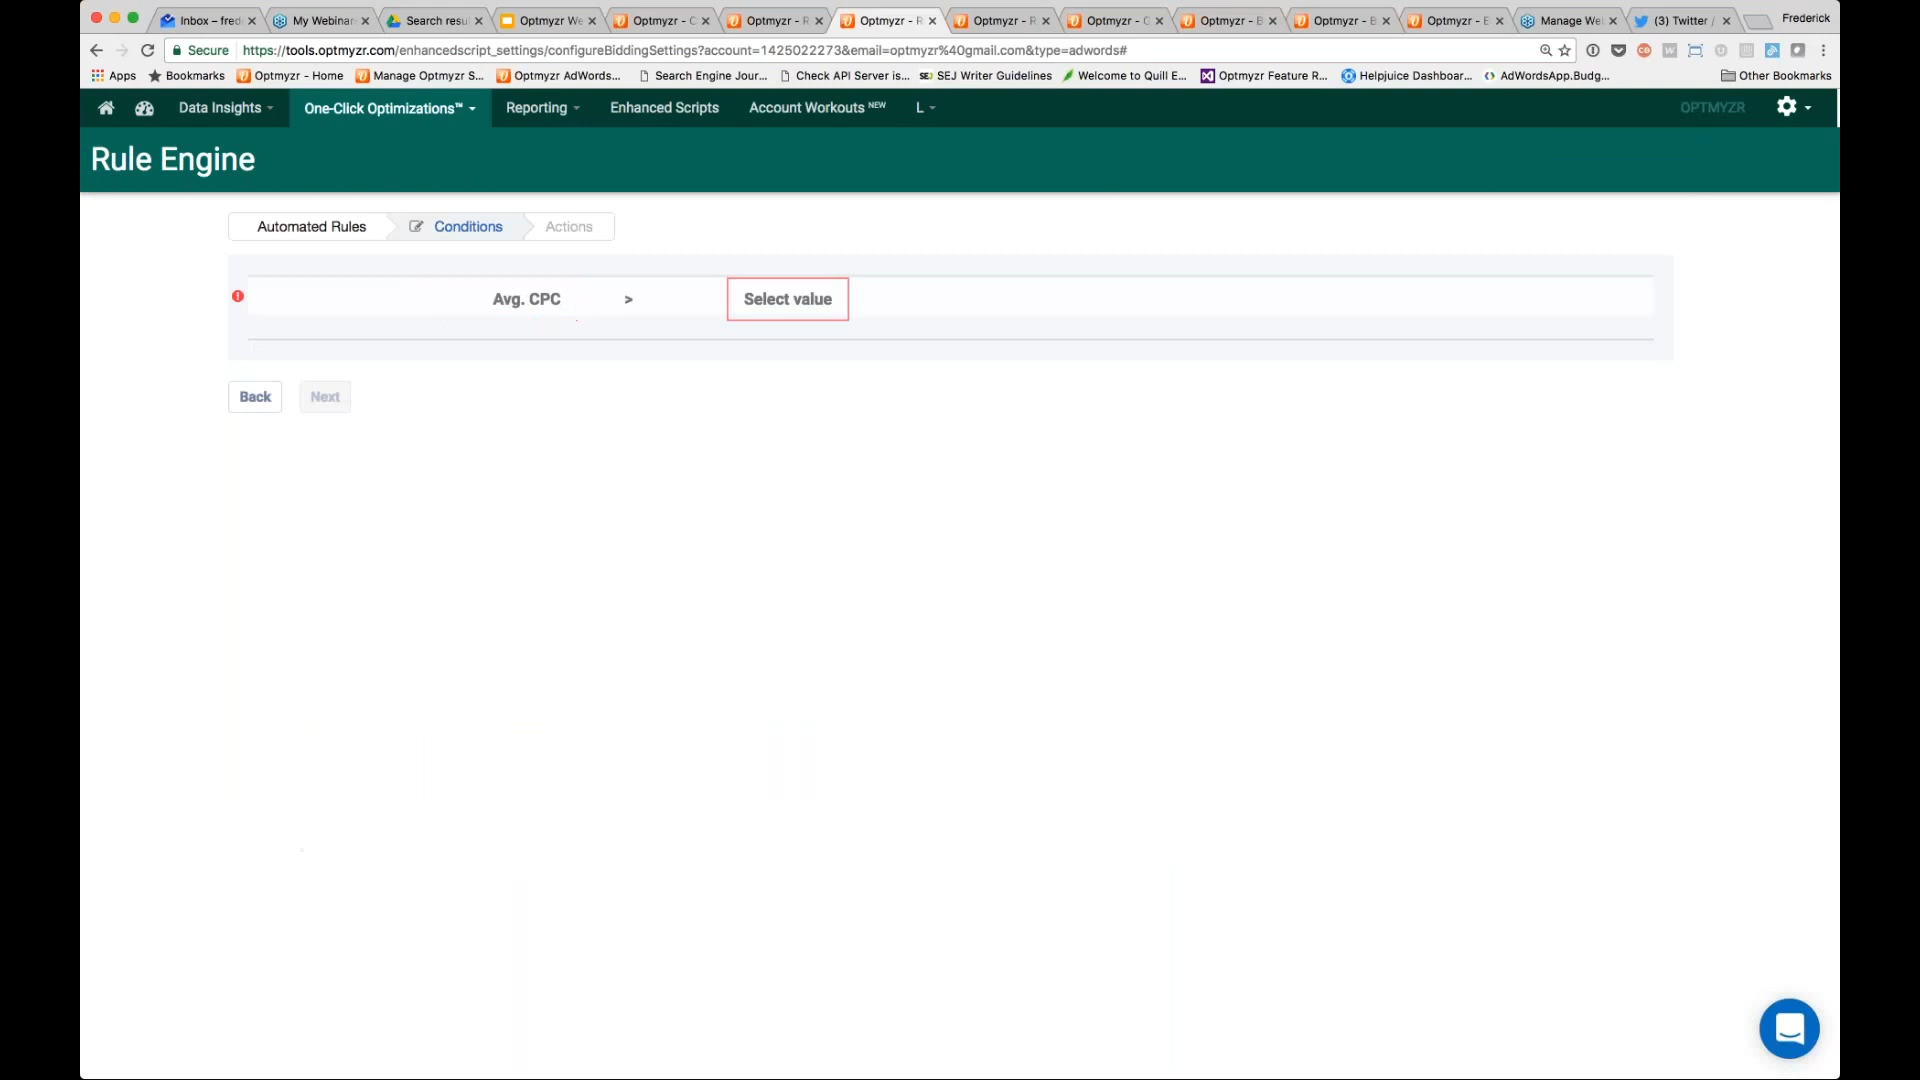 Inbox – fred
My Webinar
Search resu
Optmyzr We
Optmyzr - C
Optmyzr - R
Optmyzr - R
Optmyzr - R
Optmyzr - C
Optmyzr - B
Optmyzr - B
Optmyzr - E
Manage We
(3) Twitter /
Frederick
Secure https://tools.optmyzr.com/enhancedscript_settings/configureBiddingSettings?account=1425022273&email=optmyzr%40gmail.com&type=adwords#
Apps Bookmarks Optmyzr - Home Manage Optmyzr S... Optmyzr AdWords... Search Engine Jour... Check API Server is... SEJ SEJ Writer Guidelines Welcome to Quill E... Optmyzr Feature R... Helpjuice Dashboar... AdWordsApp.Budg... Other Bookmarks
Data Insights One-Click Optimizations™ Reporting Enhanced Scripts Account Workouts NEW L OPTMYZR
Rule Engine
Automated Rules Conditions Actions
Avg. CPC > Select value
Back Next